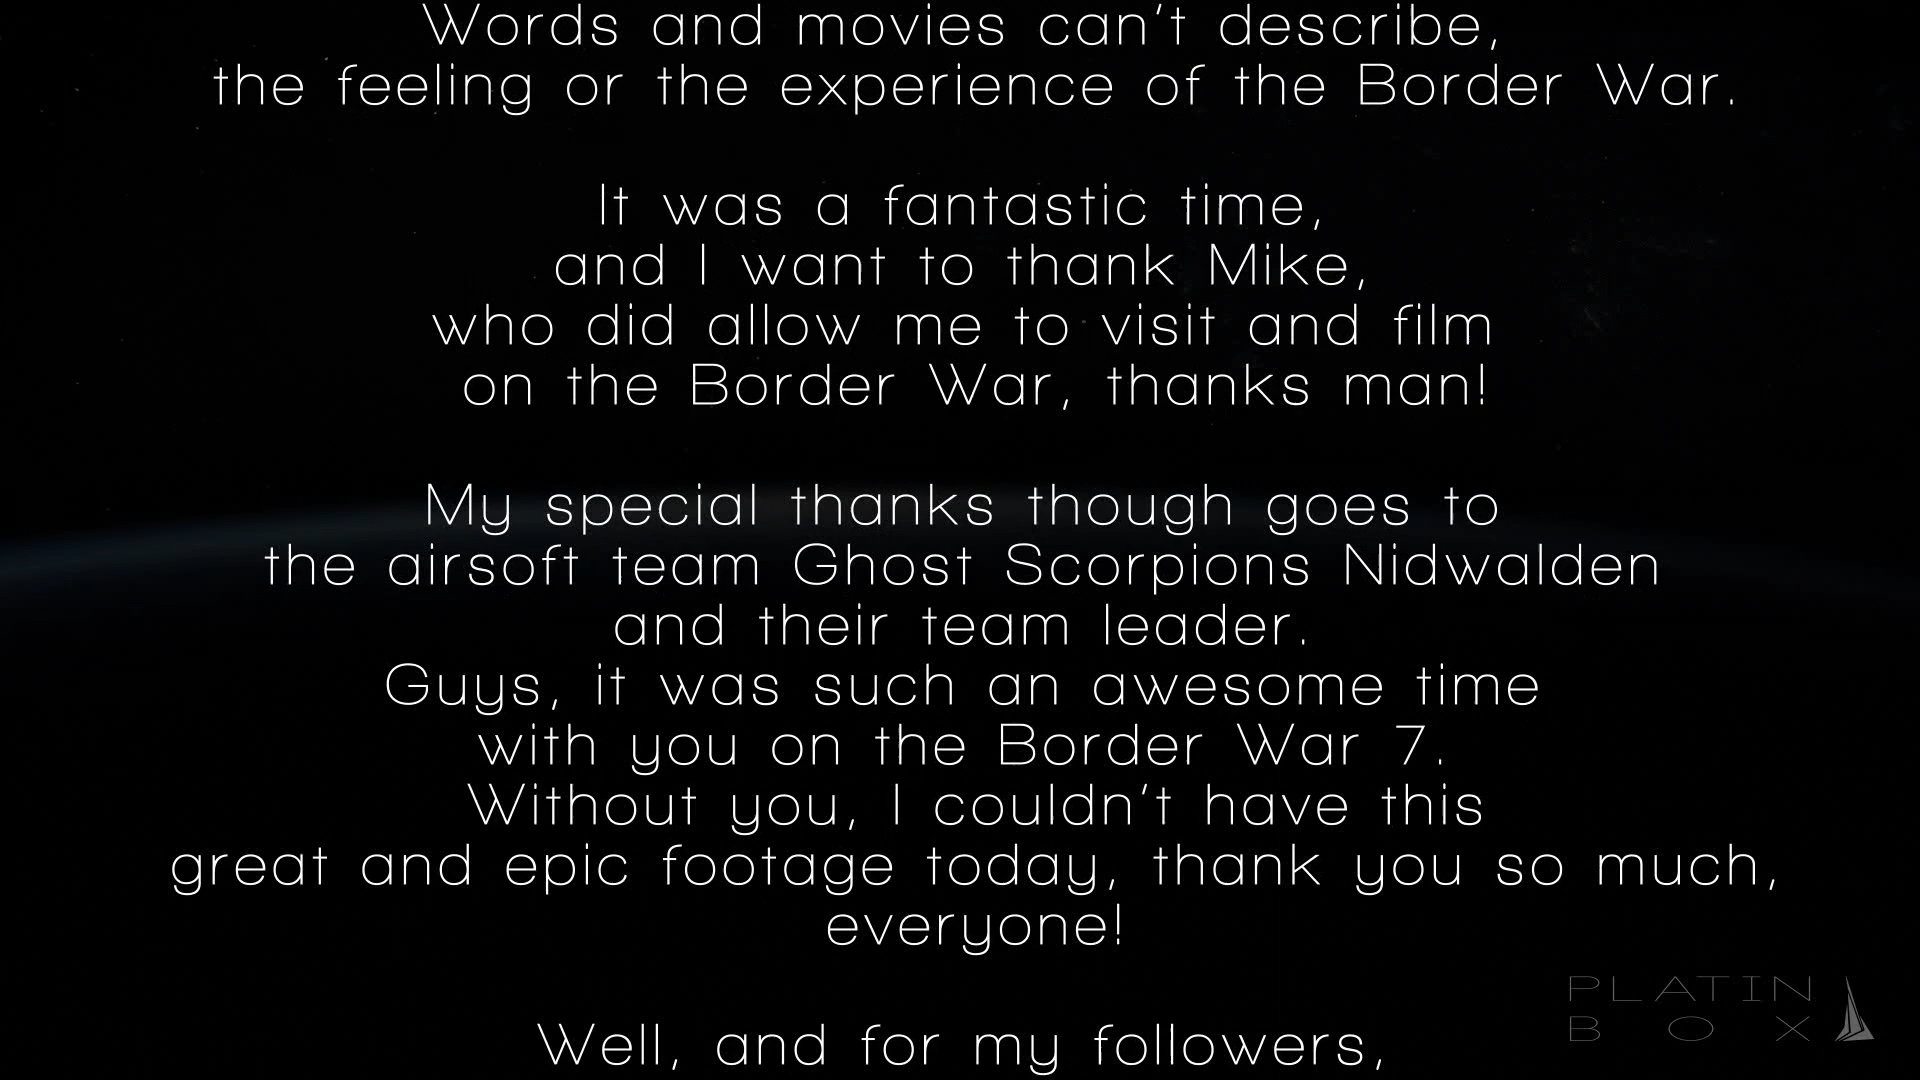 Words and movies can't describe,
the feeling or the experience of the Border War.
It was a fantastic time,
and I want to thank Mike,
who did allow me to visit and film
on the Border War, thanks man!
My special thanks though goes to
the airsoft team Ghost Scorpions Nidwalden
and their team leader.
Guys, it was such an awesome time
with you on the Border War 7.
Without you, I couldn't have this
great and epic footage today, thank you so much,
everyone!
Well, and for my followers,
PLATIN
BOX